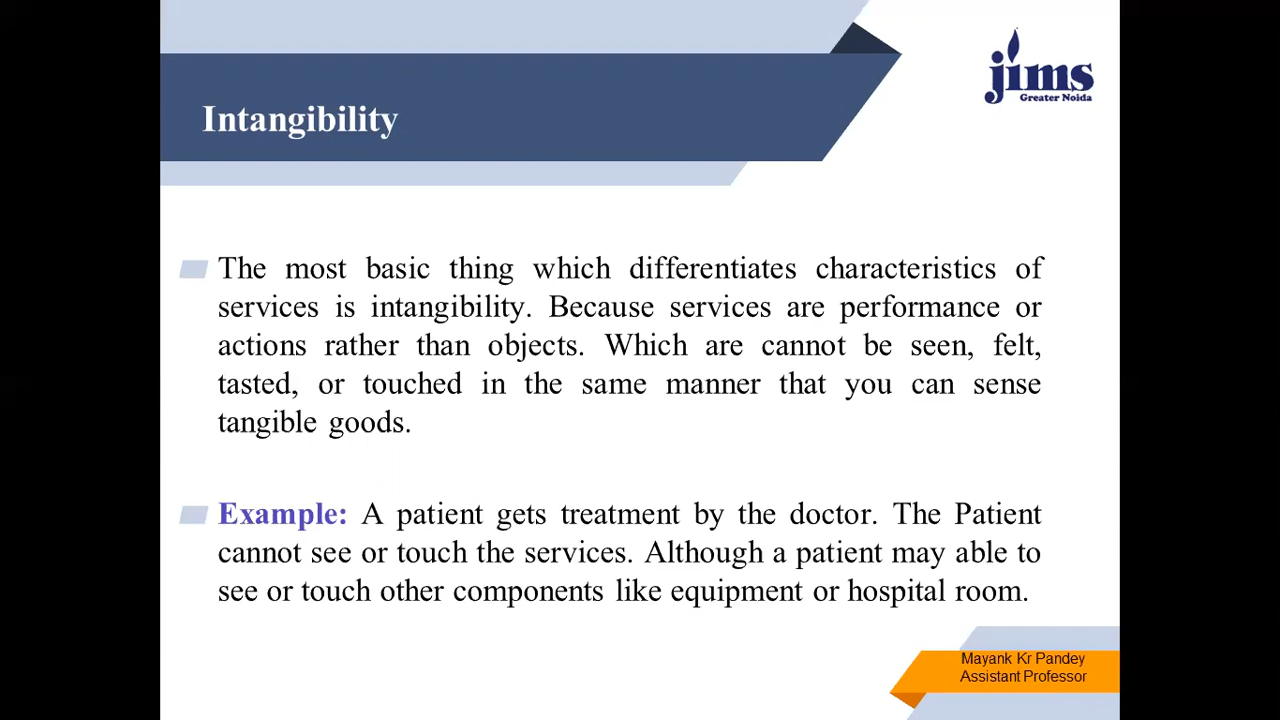 jims
Greater Noida
Intangibility
The most basic thing which differentiates characteristics of
services is intangibility. Because services are performance or
actions rather than objects. Which are cannot be seen, felt,
tasted, or touched in the same manner that you can sense
tangible goods.
Example: A patient gets treatment by the doctor. The Patient
cannot see or touch the services. Although a patient may able to
see or touch other components like equipment or hospital room.
Mayank Kr Pandey
Assistant Professor